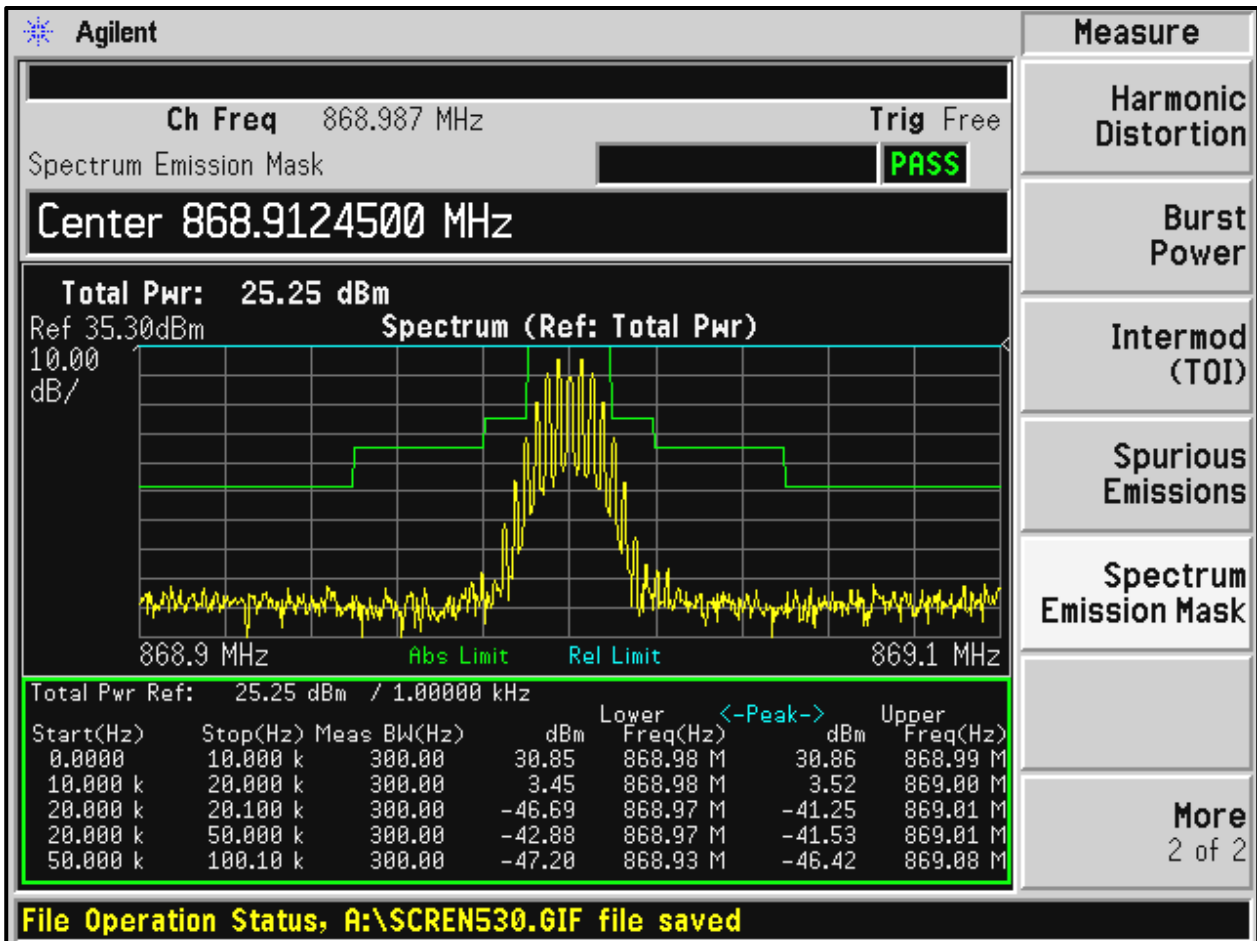 Agilent
Measure
Ch Freq 868.987 MHz Trig Free
Spectrum Emission Mask PASS
Center 868.9124500 MHz
Total Pwr: 25.25 dBm
Ref 35.30dBm Spectrum (Ref: Total Pwr)
10.00
dB/
868.9 MHz Abs Limit Rel Limit 869.1 MHz
Total Pwr Ref: 25.25 dBm / 1.00000 kHz
Lower <-Peak-> Upper
Start(Hz) Stop(Hz) Meas BW(Hz) dBm Freq(Hz) dBm Freq(Hz)
0.0000 10.000 k 300.00 30.85 868.98 M 30.86 868.99 M
10.000 k 20.000 k 300.00 3.45 868.98 M 3.52 869.00 M
20.000 k 20.100 k 300.00 -46.69 868.97 M -41.25 869.01 M
20.000 k 50.000 k 300.00 -42.88 868.97 M -41.53 869.01 M
50.000 k 100.10 k 300.00 -47.20 868.93 M -46.42 869.08 M
Harmonic
Distortion
Burst
Power
Intermod
(TOI)
Spurious
Emissions
Spectrum
Emission Mask
More
2 of 2
File Operation Status, A:\SCREN530.GIF file saved